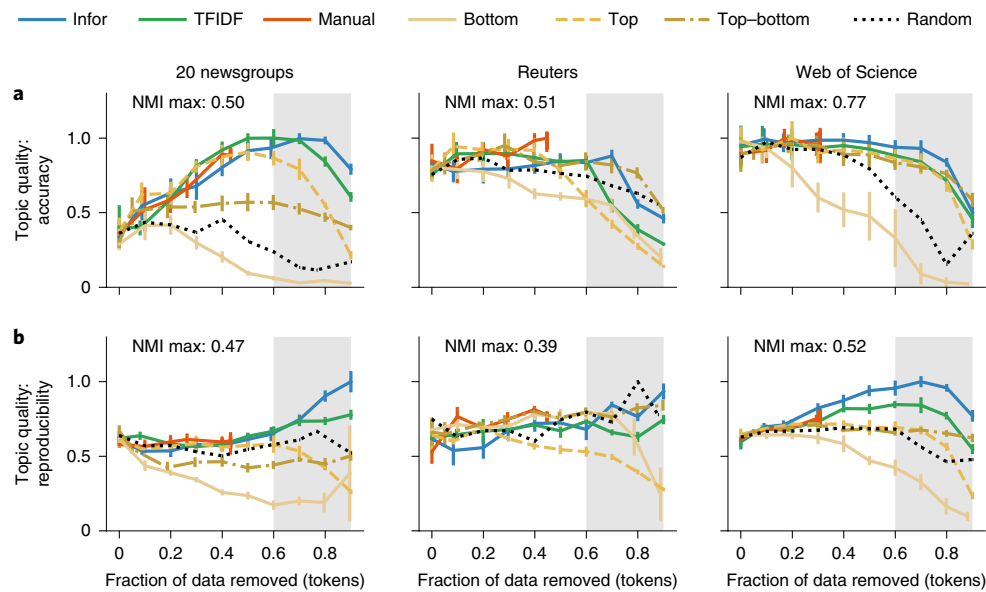 Infor TFIDF Manual Bottom Top Top–bottom Random
20 newsgroups Reuters Web of Science
a
NMI max: 0.50 NMI max: 0.51 NMI max: 0.77
Topic quality:
accuracy
1.0
0.5
0
b
NMI max: 0.47 NMI max: 0.39 NMI max: 0.52
Topic quality:
reproducibility
1.0
0.5
0
0 0.2 0.4 0.6 0.8 0 0.2 0.4 0.6 0.8 0 0.2 0.4 0.6 0.8
Fraction of data removed (tokens) Fraction of data removed (tokens) Fraction of data removed (tokens)